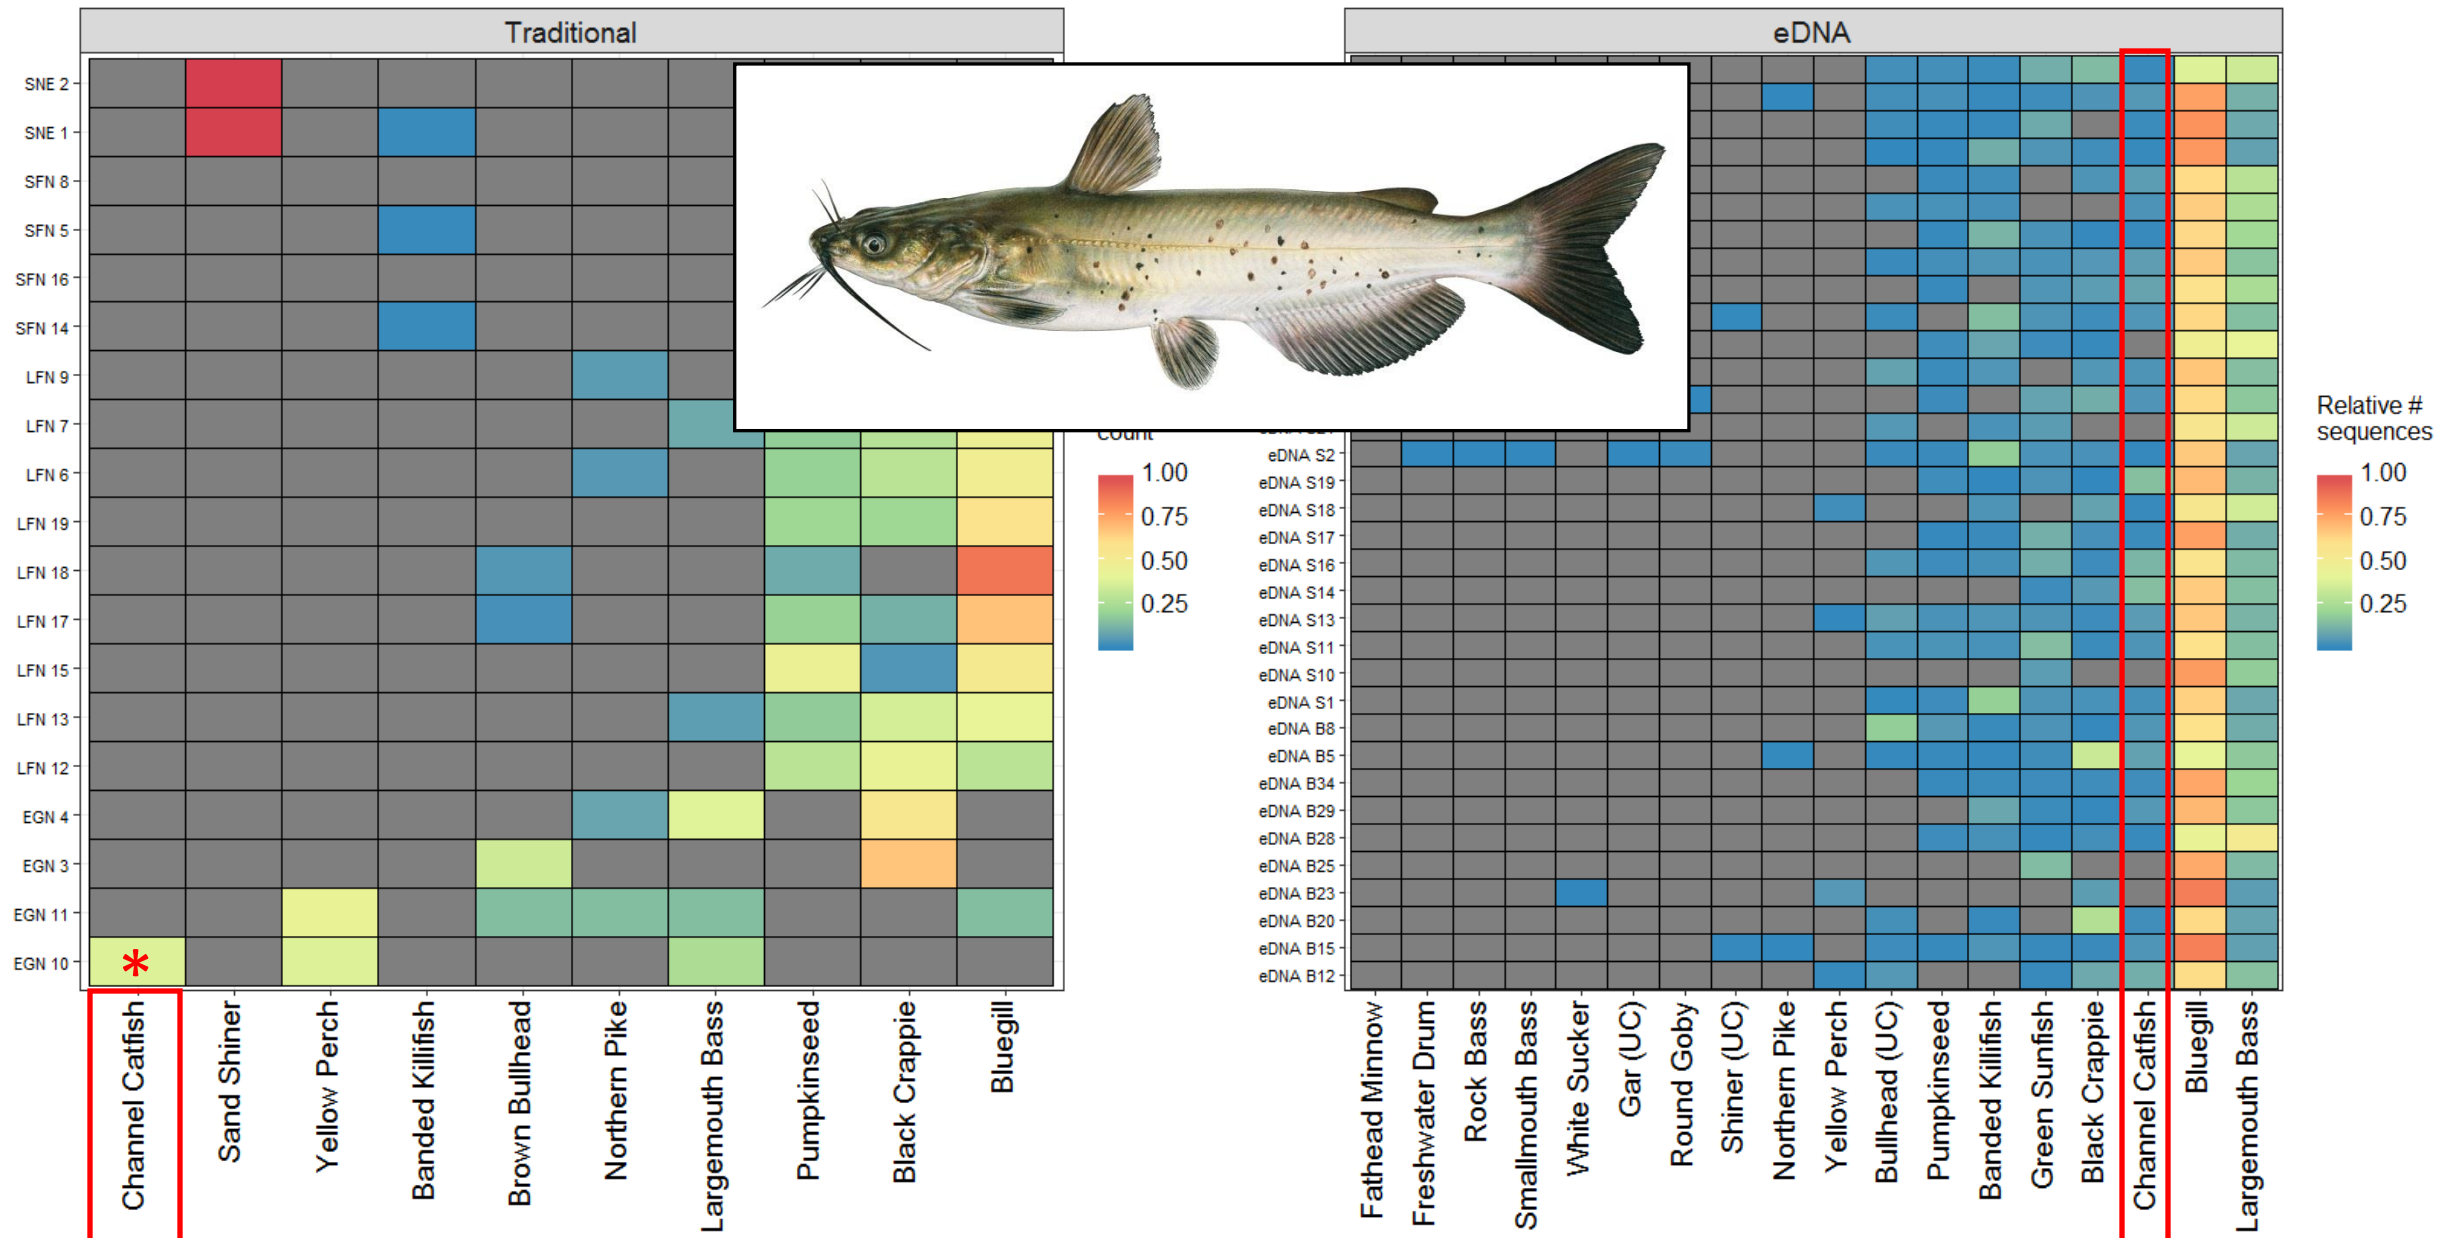 Traditional
eDNA
SNE 2
SNE 1
SFN 8
SFN 5
SFN 16
SFN 14
LFN 9
LFN 7
LFN 6
LFN 19
LFN 18
LFN 17
LFN 15
LFN 13
LFN 12
EGN 4
EGN 3
EGN 11
EGN 10
*
Channel Catfish
Sand Shiner
Yellow Perch
Banded Killifish
Brown Bullhead
Northern Pike
Largemouth Bass
Pumpkinseed
Black Crappie
Bluegill
count
1.00
0.75
0.50
0.25
eDNA S2
eDNA S19
eDNA S18
eDNA S17
eDNA S16
eDNA S14
eDNA S13
eDNA S11
eDNA S10
eDNA S1
eDNA B8
eDNA B5
eDNA B34
eDNA B29
eDNA B28
eDNA B25
eDNA B23
eDNA B20
eDNA B15
eDNA B12
Fathead Minnow
Freshwater Drum
Rock Bass
Smallmouth Bass
White Sucker
Gar (UC)
Round Goby
Shiner (UC)
Northern Pike
Yellow Perch
Bullhead (UC)
Pumpkinseed
Banded Killifish
Green Sunfish
Black Crappie
Channel Catfish
Bluegill
Largemouth Bass
Relative #
sequences
1.00
0.75
0.50
0.25